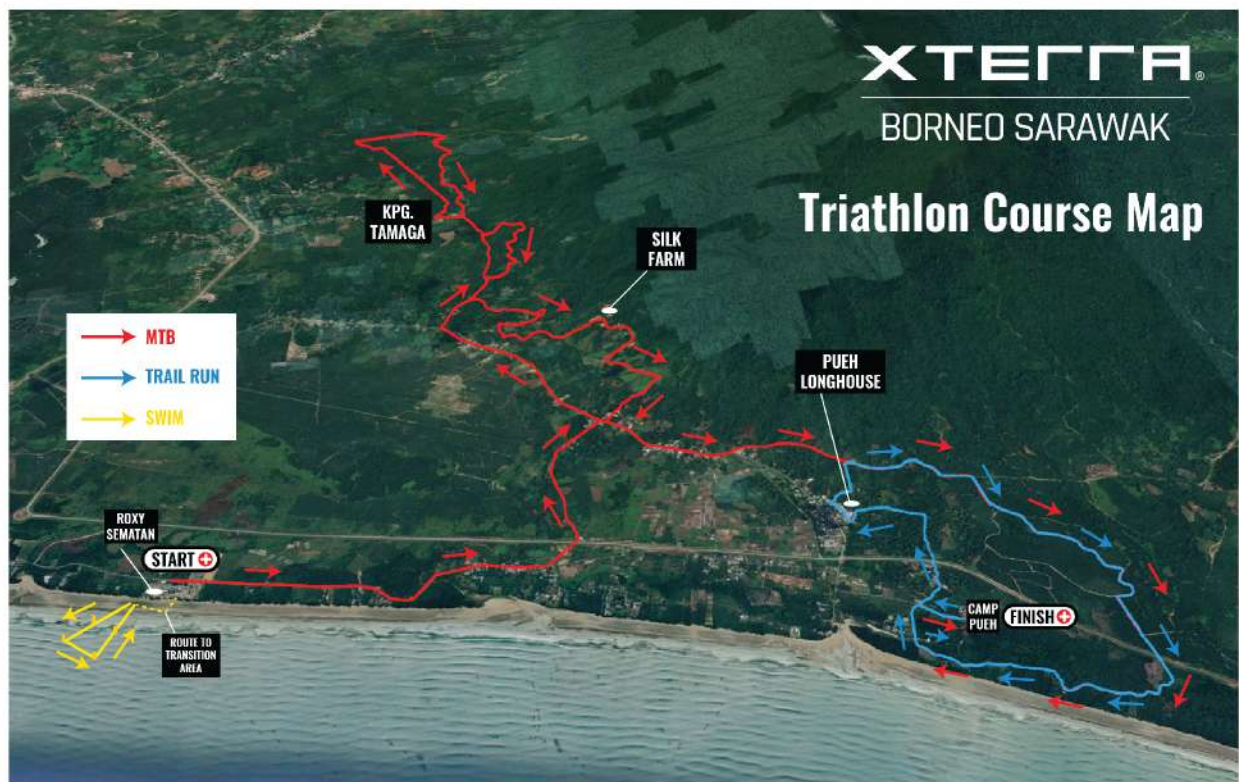 XTERRA®
BORNEO SARAWAK
Triathlon Course Map
KPG.
TAMAGA
SILK
FARM
MTB
TRAIL RUN
SWIM
PUEH
LONGHOUSE
ROXY
SEMATAN
START
CAMP
PUEH
FINISH
ROUTE TO
TRANSITION
AREA